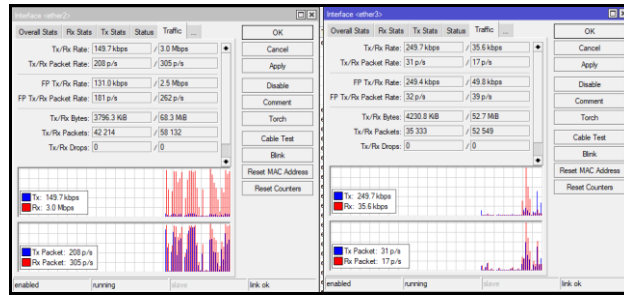 Interface <ether2>
Overall Stats Rx Stats Tx Stats Status Traffic ...
Tx/Rx Rate: 149.7 kbps / 3.0 Mbps
Tx/Rx Packet Rate: 208 p/s / 305 p/s
FP Tx/Rx Rate: 131.0 kbps / 2.5 Mbps
FP Tx/Rx Packet Rate: 181 p/s / 262 p/s
Tx/Rx Bytes: 3796.3 KiB / 68.3 MiB
Tx/Rx Packets: 42 214 / 58 132
Tx/Rx Drops: 0 / 0
Tx: 149.7 kbps
Rx: 3.0 Mbps
Tx Packet: 208 p/s
Rx Packet: 305 p/s
enabled running slave link ok
OK
Cancel
Apply
Disable
Comment
Torch
Cable Test
Blink
Reset MAC Address
Reset Counters
Interface <ether3>
Overall Stats Rx Stats Tx Stats Status Traffic ...
Tx/Rx Rate: 249.7 kbps / 35.6 kbps
Tx/Rx Packet Rate: 31 p/s / 17 p/s
FP Tx/Rx Rate: 249.4 kbps / 49.8 kbps
FP Tx/Rx Packet Rate: 32 p/s / 39 p/s
Tx/Rx Bytes: 4230.8 KiB / 52.7 MiB
Tx/Rx Packets: 35 333 / 52 549
Tx/Rx Drops: 0 / 0
Tx: 249.7 kbps
Rx: 35.6 kbps
Tx Packet: 31 p/s
Rx Packet: 17 p/s
enabled running slave link ok
OK
Cancel
Apply
Disable
Comment
Torch
Cable Test
Blink
Reset MAC Address
Reset Counters